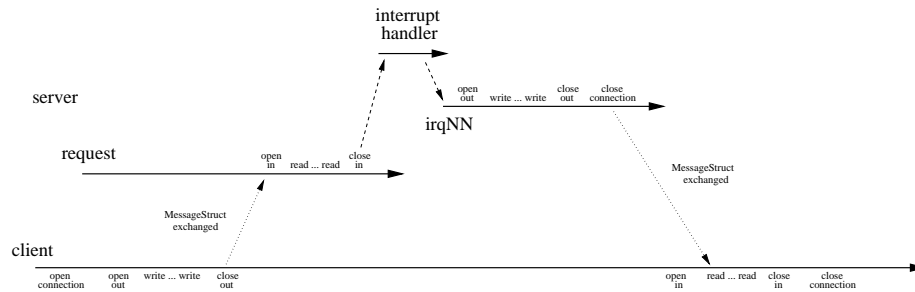 interrupt
handler
open
out
write ... write
close
out
close
connection
server
irqNN
request
open
in
read ... read
close
in
MessageStruct
exchanged
MessageStruct
exchanged
client
open
connection
open
out
write ... write
close
out
open
in
read ... read
close
in
close
connection